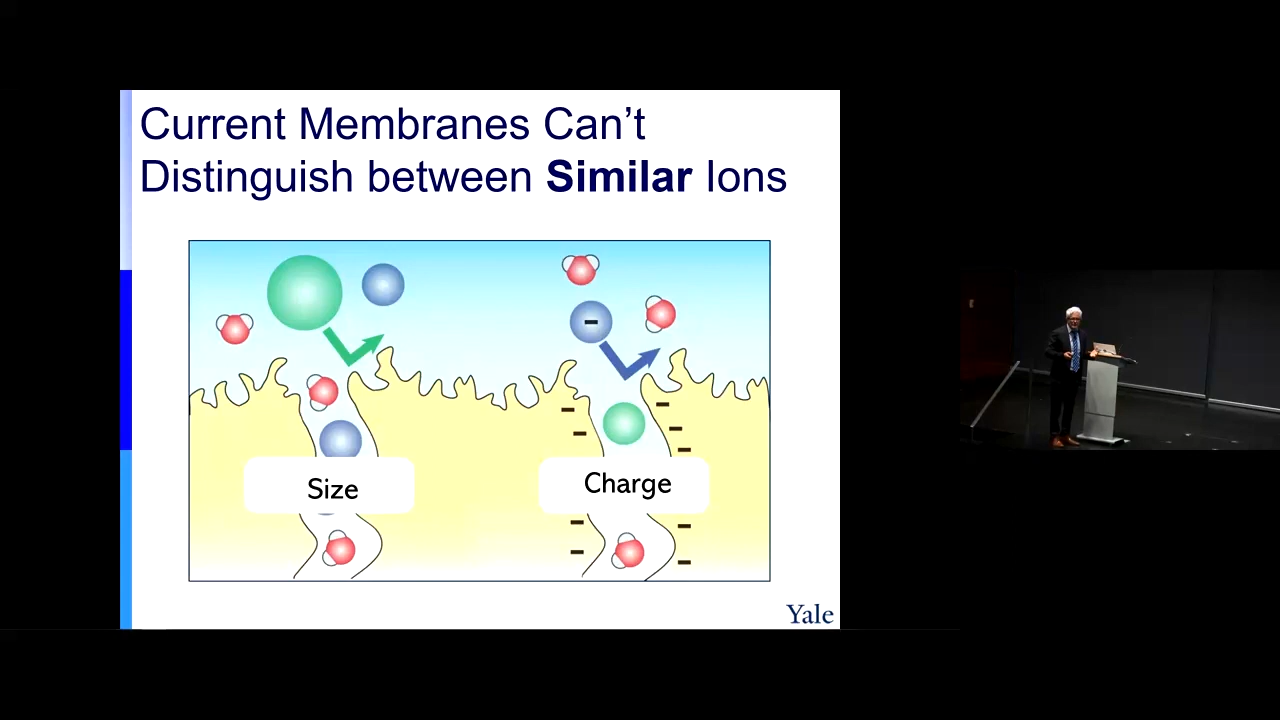 Current Membranes Can't
Distinguish between Similar Ions
Size
Charge
Yale